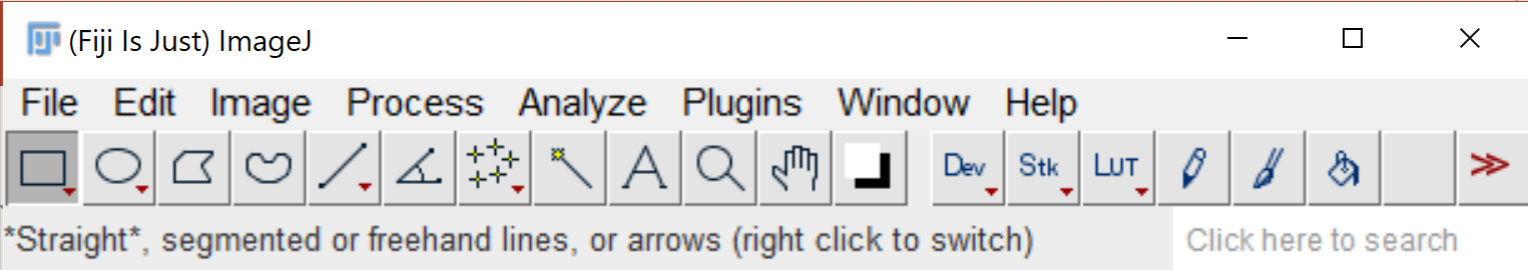 (Fiji Is Just) ImageJ
File Edit Image Process Analyze Plugins Window Help
A Dev Stk LUT >>
*Straight*, segmented or freehand lines, or arrows (right click to switch) Click here to search